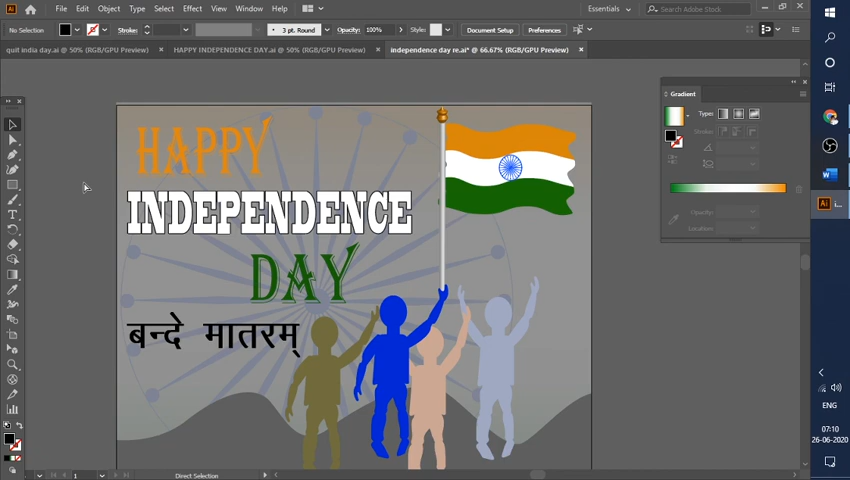 File Edit Object Type Select Effect View Window Help
Essentials
Search Adobe Stock
No Selection
Stroke:
3 pt. Round
Opacity: 100%
Style:
Document Setup
Preferences
quit india day.ai @ 50% (RGB/GPU Preview)
HAPPY INDEPENDENCE DAY.ai @ 50% (RGB/GPU Preview)
independence day re.ai* @ 66.67% (RGB/GPU Preview)
Gradient
Type:
Stroke:
Opacity:
Location:
HAPPY
INDEPENDENCE
DAY
बन्दे मातरम्
1
Direct Selection
Ai i...
ENG
07:10
26-06-2020